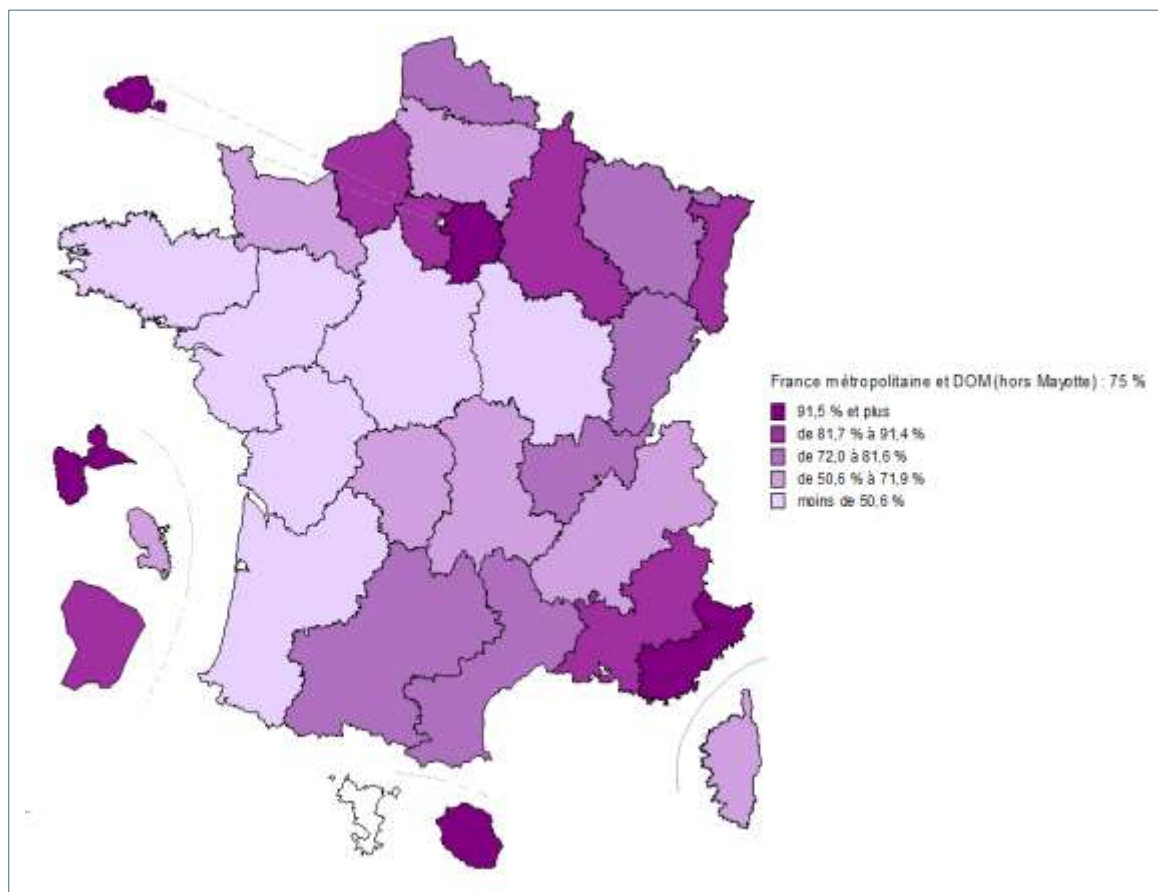 France métropolitaine et DOM (hors Mayotte) : 75 %
91,5 % et plus
de 81,7 % à 91,4 %
de 72,0 à 81,6 %
de 50,6 % à 71,9 %
moins de 50,6 %